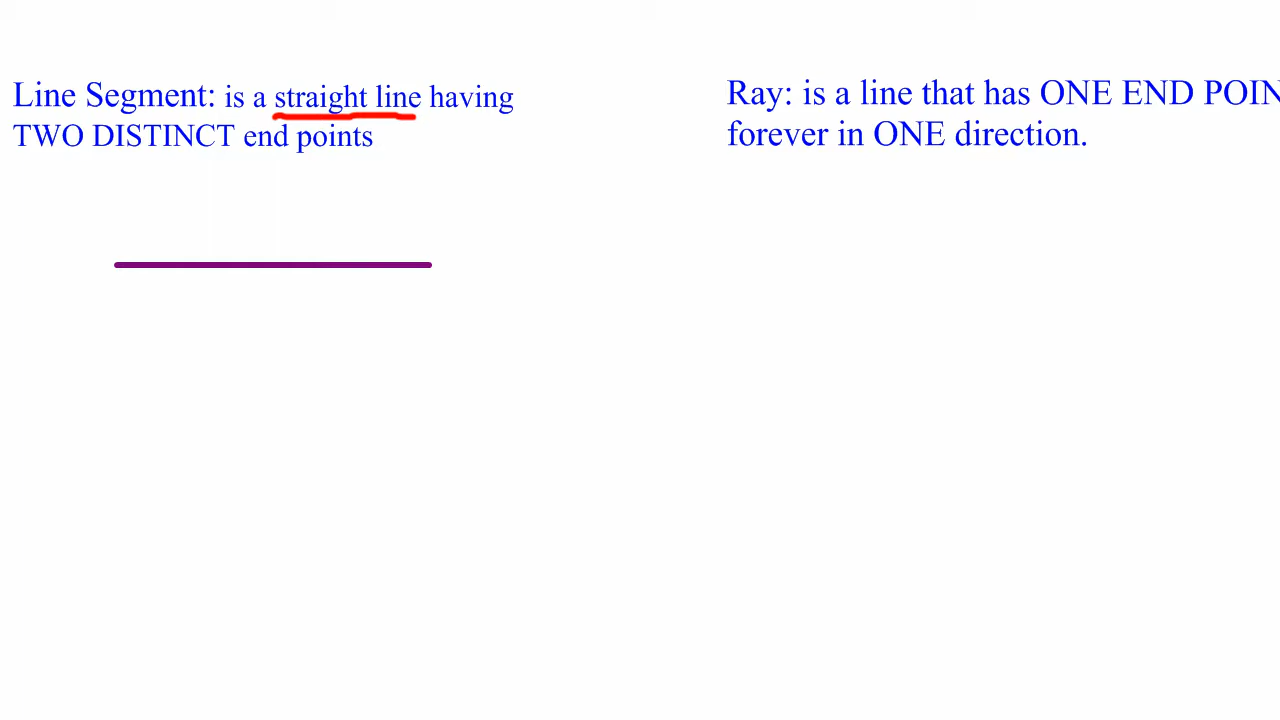 Line Segment: is a straight line having
TWO DISTINCT end points
Ray: is a line that has ONE END
forever in ONE direction.